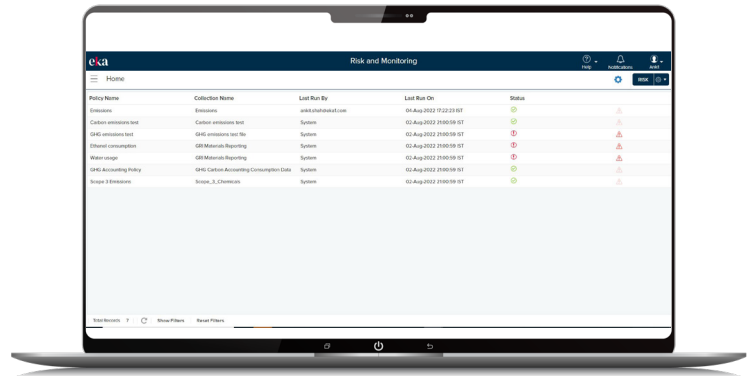 eka
Risk and Monitoring
Help
Notifications
Ankit
Home
RISK
Policy Name Collection Name Last Run By Last Run On Status
Emissions Emissions 04-Aug-2022 17:22:23 IST
Carbon emissions test Carbon emissions test System 02-Aug-2022 21:00:59 IST
GHG emissions test GHG emissions test file System 02-Aug-2022 21:00:59 IST
Ethanol consumption GRI Materials Reporting System 02-Aug-2022 21:00:59 IST
Water usage GRI Materials Reporting System 02-Aug-2022 21:00:59 IST
GHG Accounting Policy GHG Carbon Accounting Consumption Data System 02-Aug-2022 21:00:59 IST
Scope 3 Emissions Scope_3_Chemicals System 02-Aug-2022 21:00:59 IST
Total Records 7 Show Filters Reset Filters